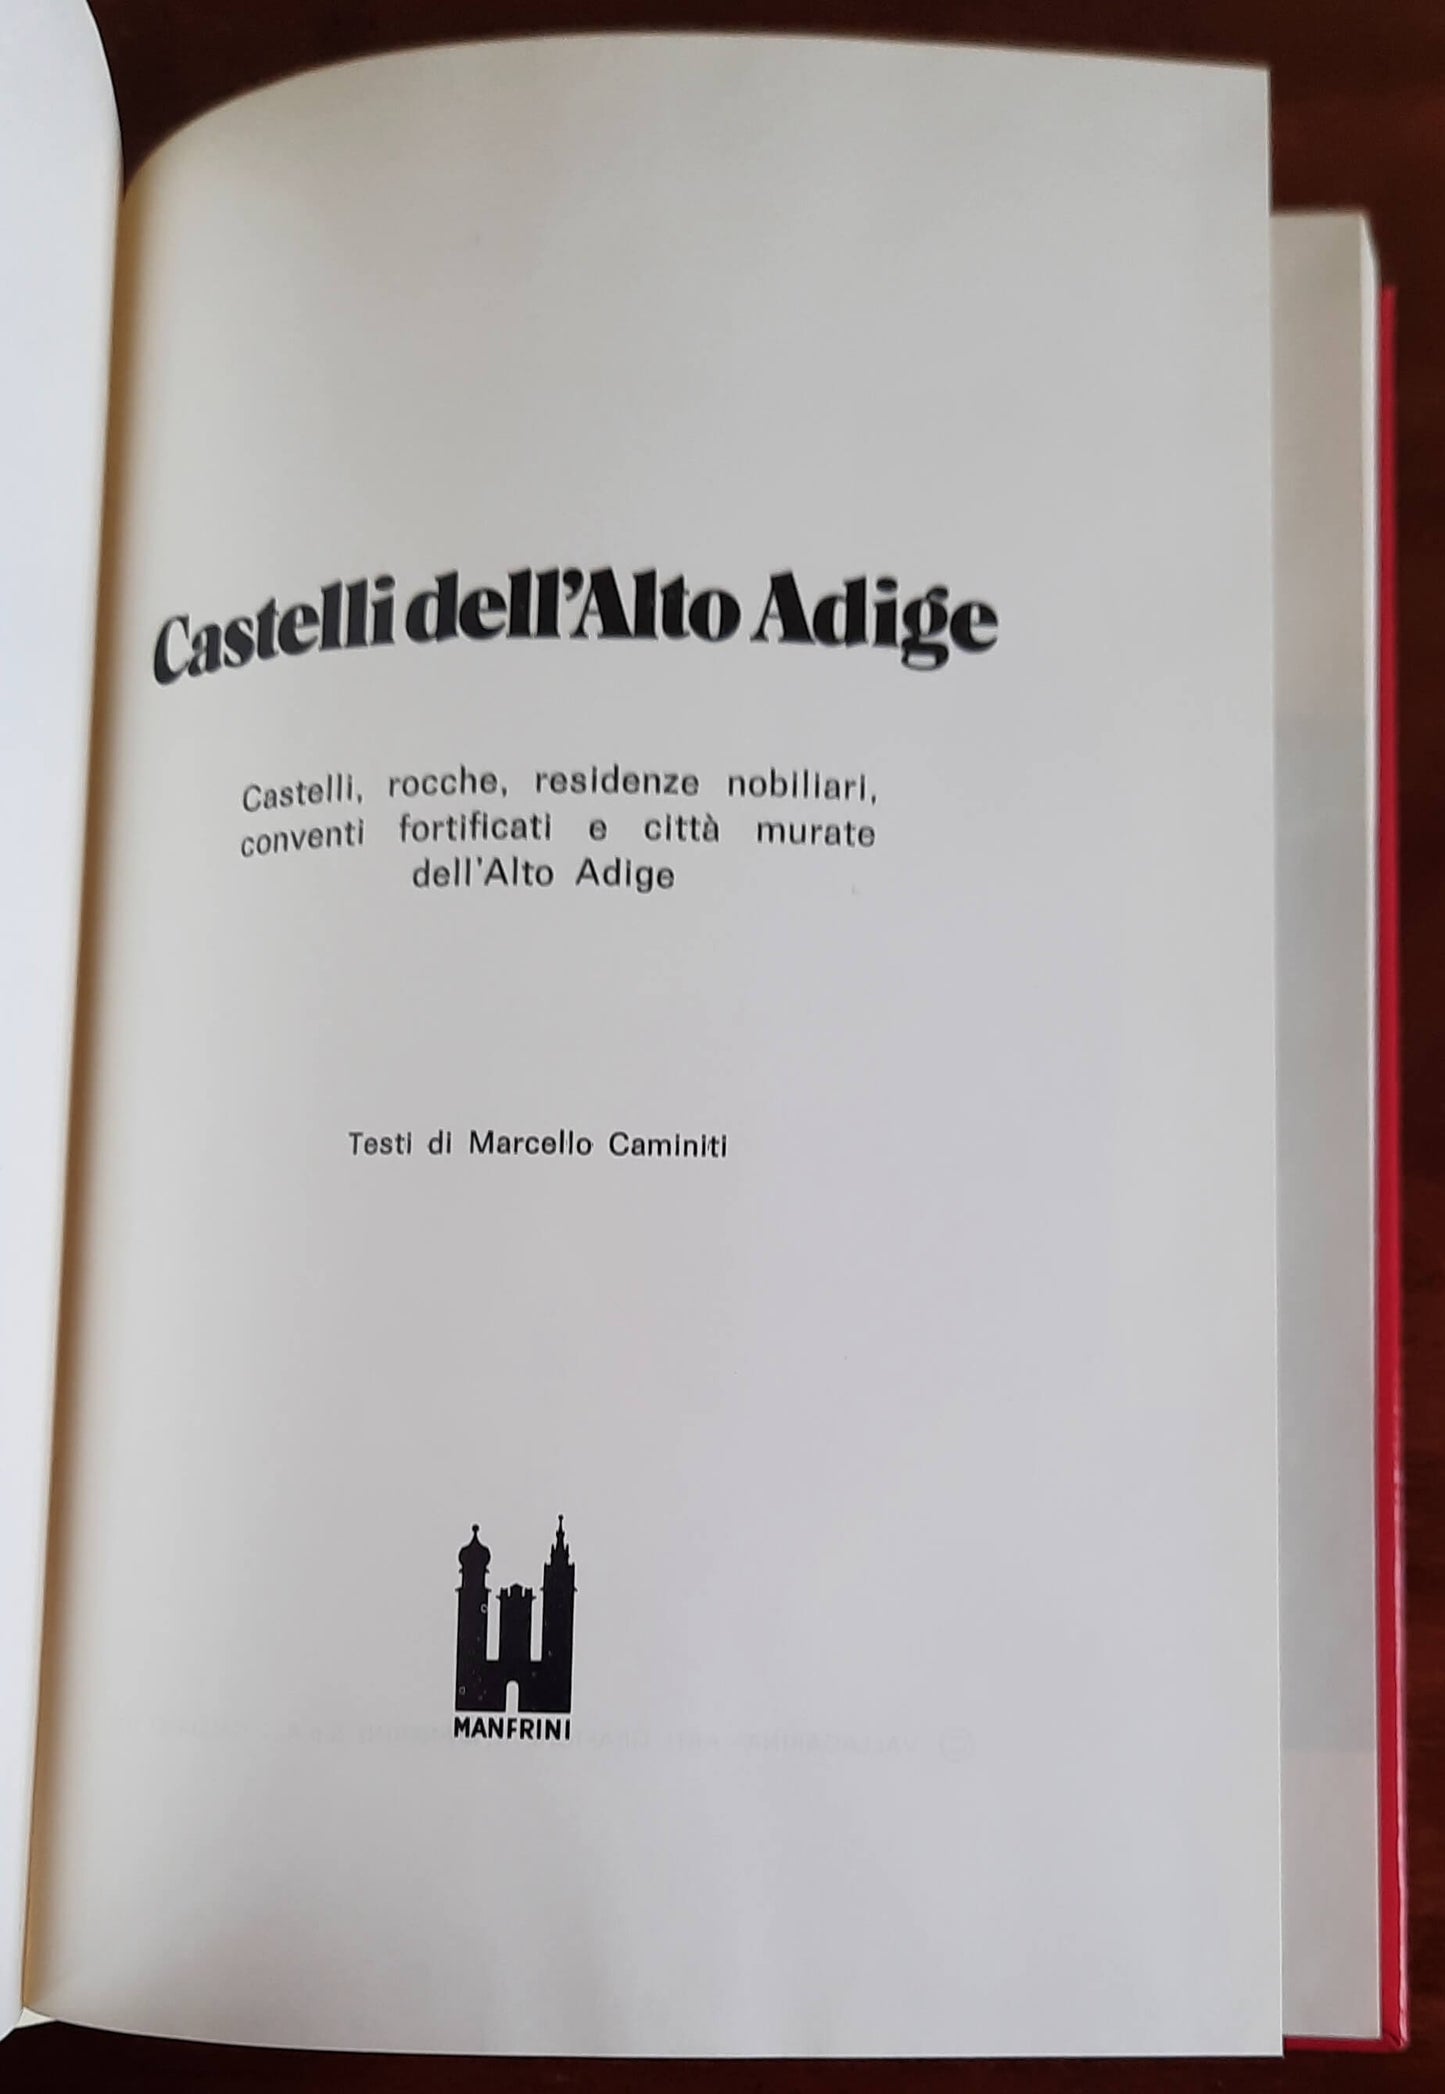 Castelli dell'Alto Adige
Castelli, rocche, residenze nobiliari,
conventi fortificati e città murate
dell'Alto Adige
Testi di Marcello Caminiti
MANFRINI